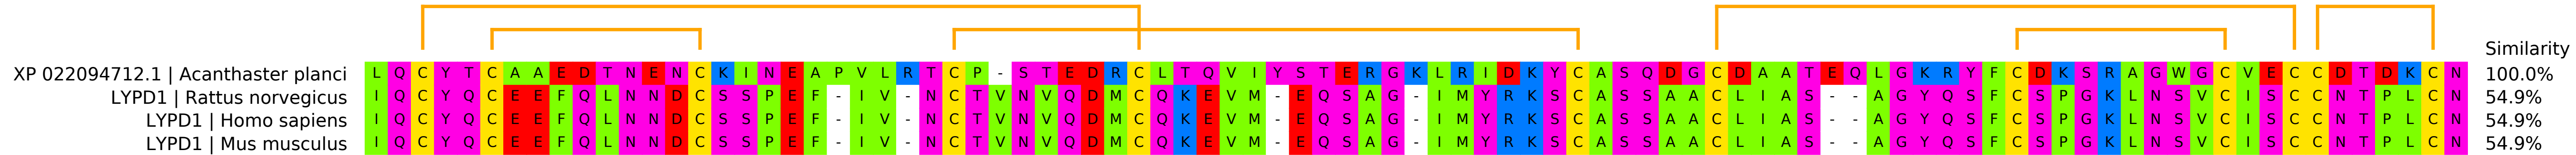 Similarity
XP 022094712.1 | Acanthaster planci L Q C Y T C A A E D T N E N C K I N E A P V L R T C P - S T E D R C L T Q V I Y S T E R G K L R I D K Y C A S Q D G C D A A T E Q L G K R Y F C D K S R A G W G C V E C C D T D K C N 100.0%
LYPD1 | Rattus norvegicus I Q C Y Q C E E F Q L N N D C S S P E F - I V - N C T V N V Q D M C Q K E V M - E Q S A G - I M Y R K S C A S S A A C L I A S - - A G Y Q S F C S P G K L N S V C I S C C N T P L C N 54.9%
LYPD1 | Homo sapiens I Q C Y Q C E E F Q L N N D C S S P E F - I V - N C T V N V Q D M C Q K E V M - E Q S A G - I M Y R K S C A S S A A C L I A S - - A G Y Q S F C S P G K L N S V C I S C C N T P L C N 54.9%
LYPD1 | Mus musculus I Q C Y Q C E E F Q L N N D C S S P E F - I V - N C T V N V Q D M C Q K E V M - E Q S A G - I M Y R K S C A S S A A C L I A S - - A G Y Q S F C S P G K L N S V C I S C C N T P L C N 54.9%